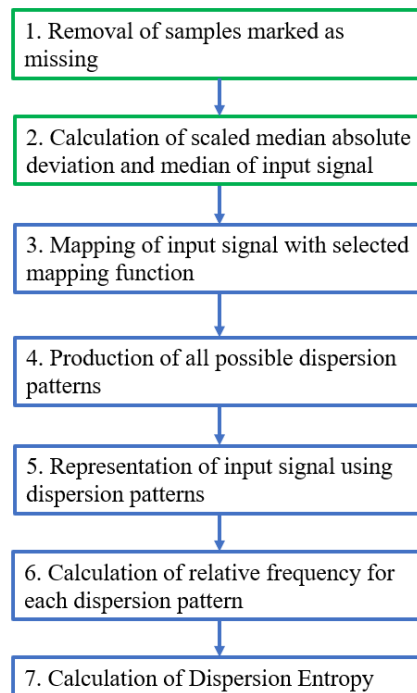 1. Removal of samples marked as
missing
2. Calculation of scaled median absolute
deviation and median of input signal
3. Mapping of input signal with selected
mapping function
4. Production of all possible dispersion
patterns
5. Representation of input signal using
dispersion patterns
6. Calculation of relative frequency for
each dispersion pattern
7. Calculation of Dispersion Entropy